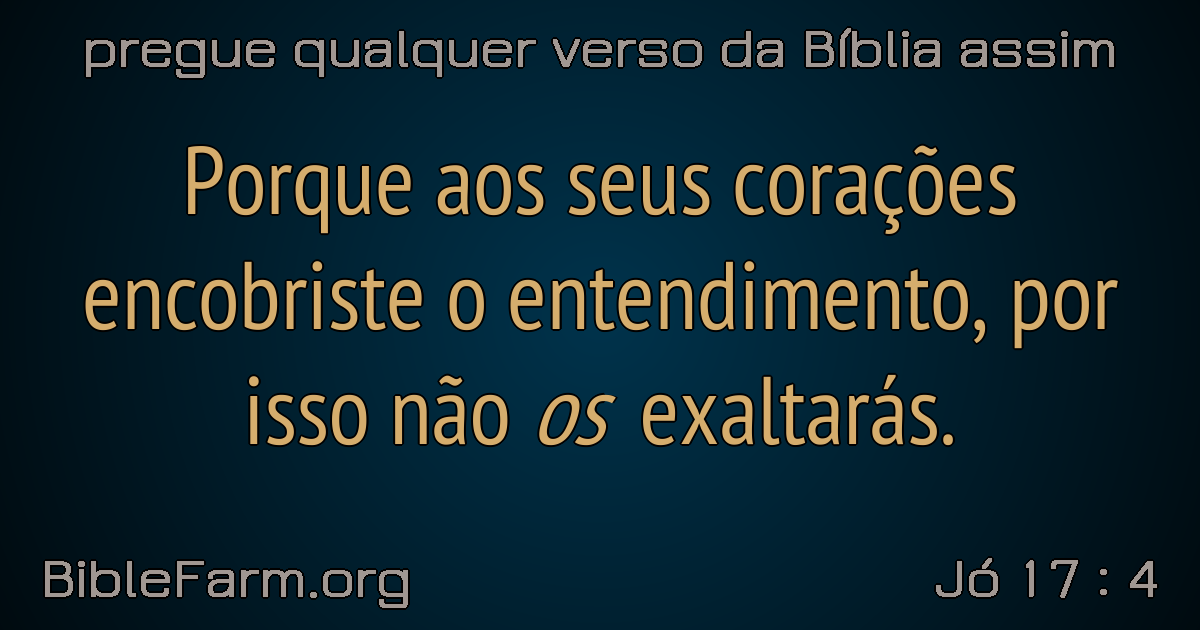 pregue qualquer verso da Bíblia assim
Porque aos seus corações
encobriste o entendimento, por
isso não os exaltarás.
BibleFarm.org
Jó 17 : 4